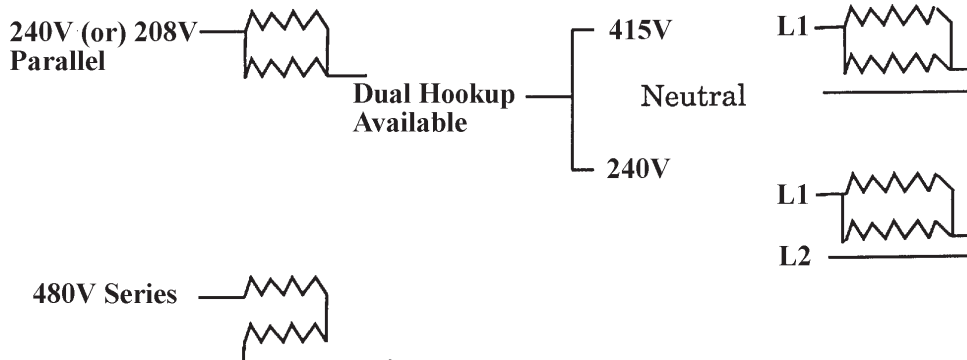 240V (or) 208V
Parallel
Dual Hookup
Available
415V
Neutral
240V
L1
L1
L2
480V Series